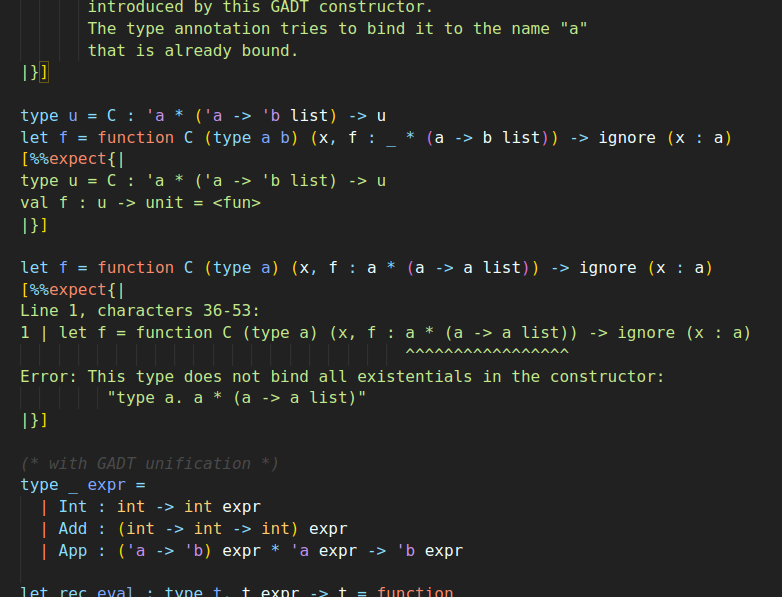 introduced by this GADT constructor.
The type annotation tries to bind it to the name "a"
that is already bound.
|}]
type u = C : 'a * ('a -> 'b list) -> u
let f = function C (type a b) (x, f : _ * (a -> b list)) -> ignore (x : a)
[%%expect{|
type u = C : 'a * ('a -> 'b list) -> u
val f : u -> unit = <fun>
|}]
let f = function C (type a) (x, f : a * (a -> a list)) -> ignore (x : a)
[%%expect{|
Line 1, characters 36-53:
1 | let f = function C (type a) (x, f : a * (a -> a list)) -> ignore (x : a)
^^^^^^^^^^^^^^^^^
Error: This type does not bind all existentials in the constructor:
"type a. a * (a -> a list)"
|}]
(* with GADT unification *)
type _ expr =
| Int : int -> int expr
| Add : (int -> int -> int) expr
| App : ('a -> 'b) expr * 'a expr -> 'b expr
let rec eval : type t. t expr -> t = function